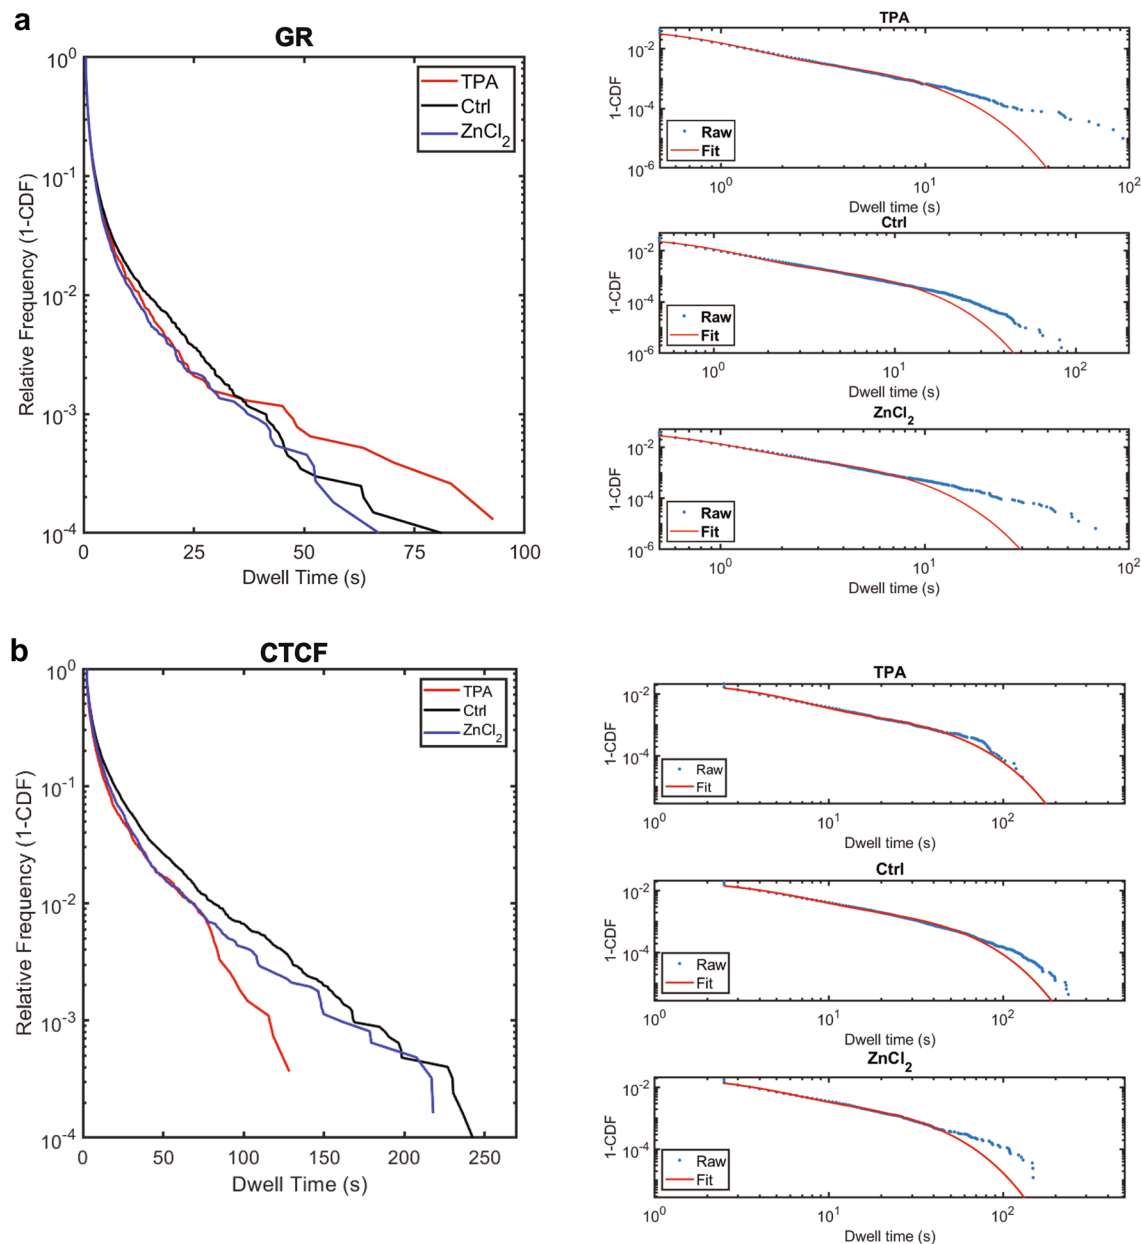 a
GR
TPA
Ctrl
ZnCl2
Relative Frequency (1-CDF)
10^0
10^-1
10^-2
10^-3
10^-4
0 25 50 75 100
Dwell Time (s)
TPA
1-CDF
10^-2
10^-4
10^-6
Raw
Fit
10^0 10^1 10^2
Dwell time (s)
Ctrl
1-CDF
10^-2
10^-4
10^-6
Raw
Fit
10^0 10^1 10^2
Dwell time (s)
ZnCl2
1-CDF
10^-2
10^-4
10^-6
Raw
Fit
10^0 10^1 10^2
Dwell time (s)
b
CTCF
TPA
Ctrl
ZnCl2
Relative Frequency (1-CDF)
10^0
10^-1
10^-2
10^-3
10^-4
0 50 100 150 200 250
Dwell Time (s)
TPA
1-CDF
10^-2
10^-4
Raw
Fit
10^0 10^1 10^2
Dwell time (s)
Ctrl
1-CDF
10^-2
10^-4
Raw
Fit
10^0 10^1 10^2
Dwell time (s)
ZnCl2
1-CDF
10^-2
10^-4
Raw
Fit
10^0 10^1 10^2
Dwell time (s)